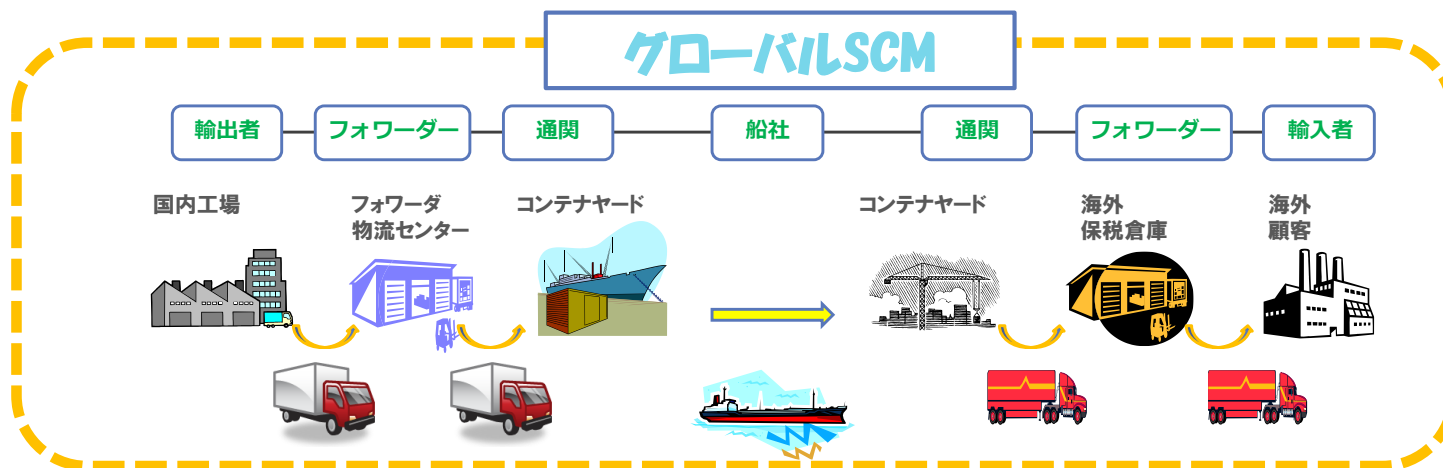 グローバルSCM
輸出者
フォワーダー
通関
船社
通関
フォワーダー
輸入者
国内工場
フォワーダ
物流センター
コンテナヤード
コンテナヤード
海外
保税倉庫
海外
顧客